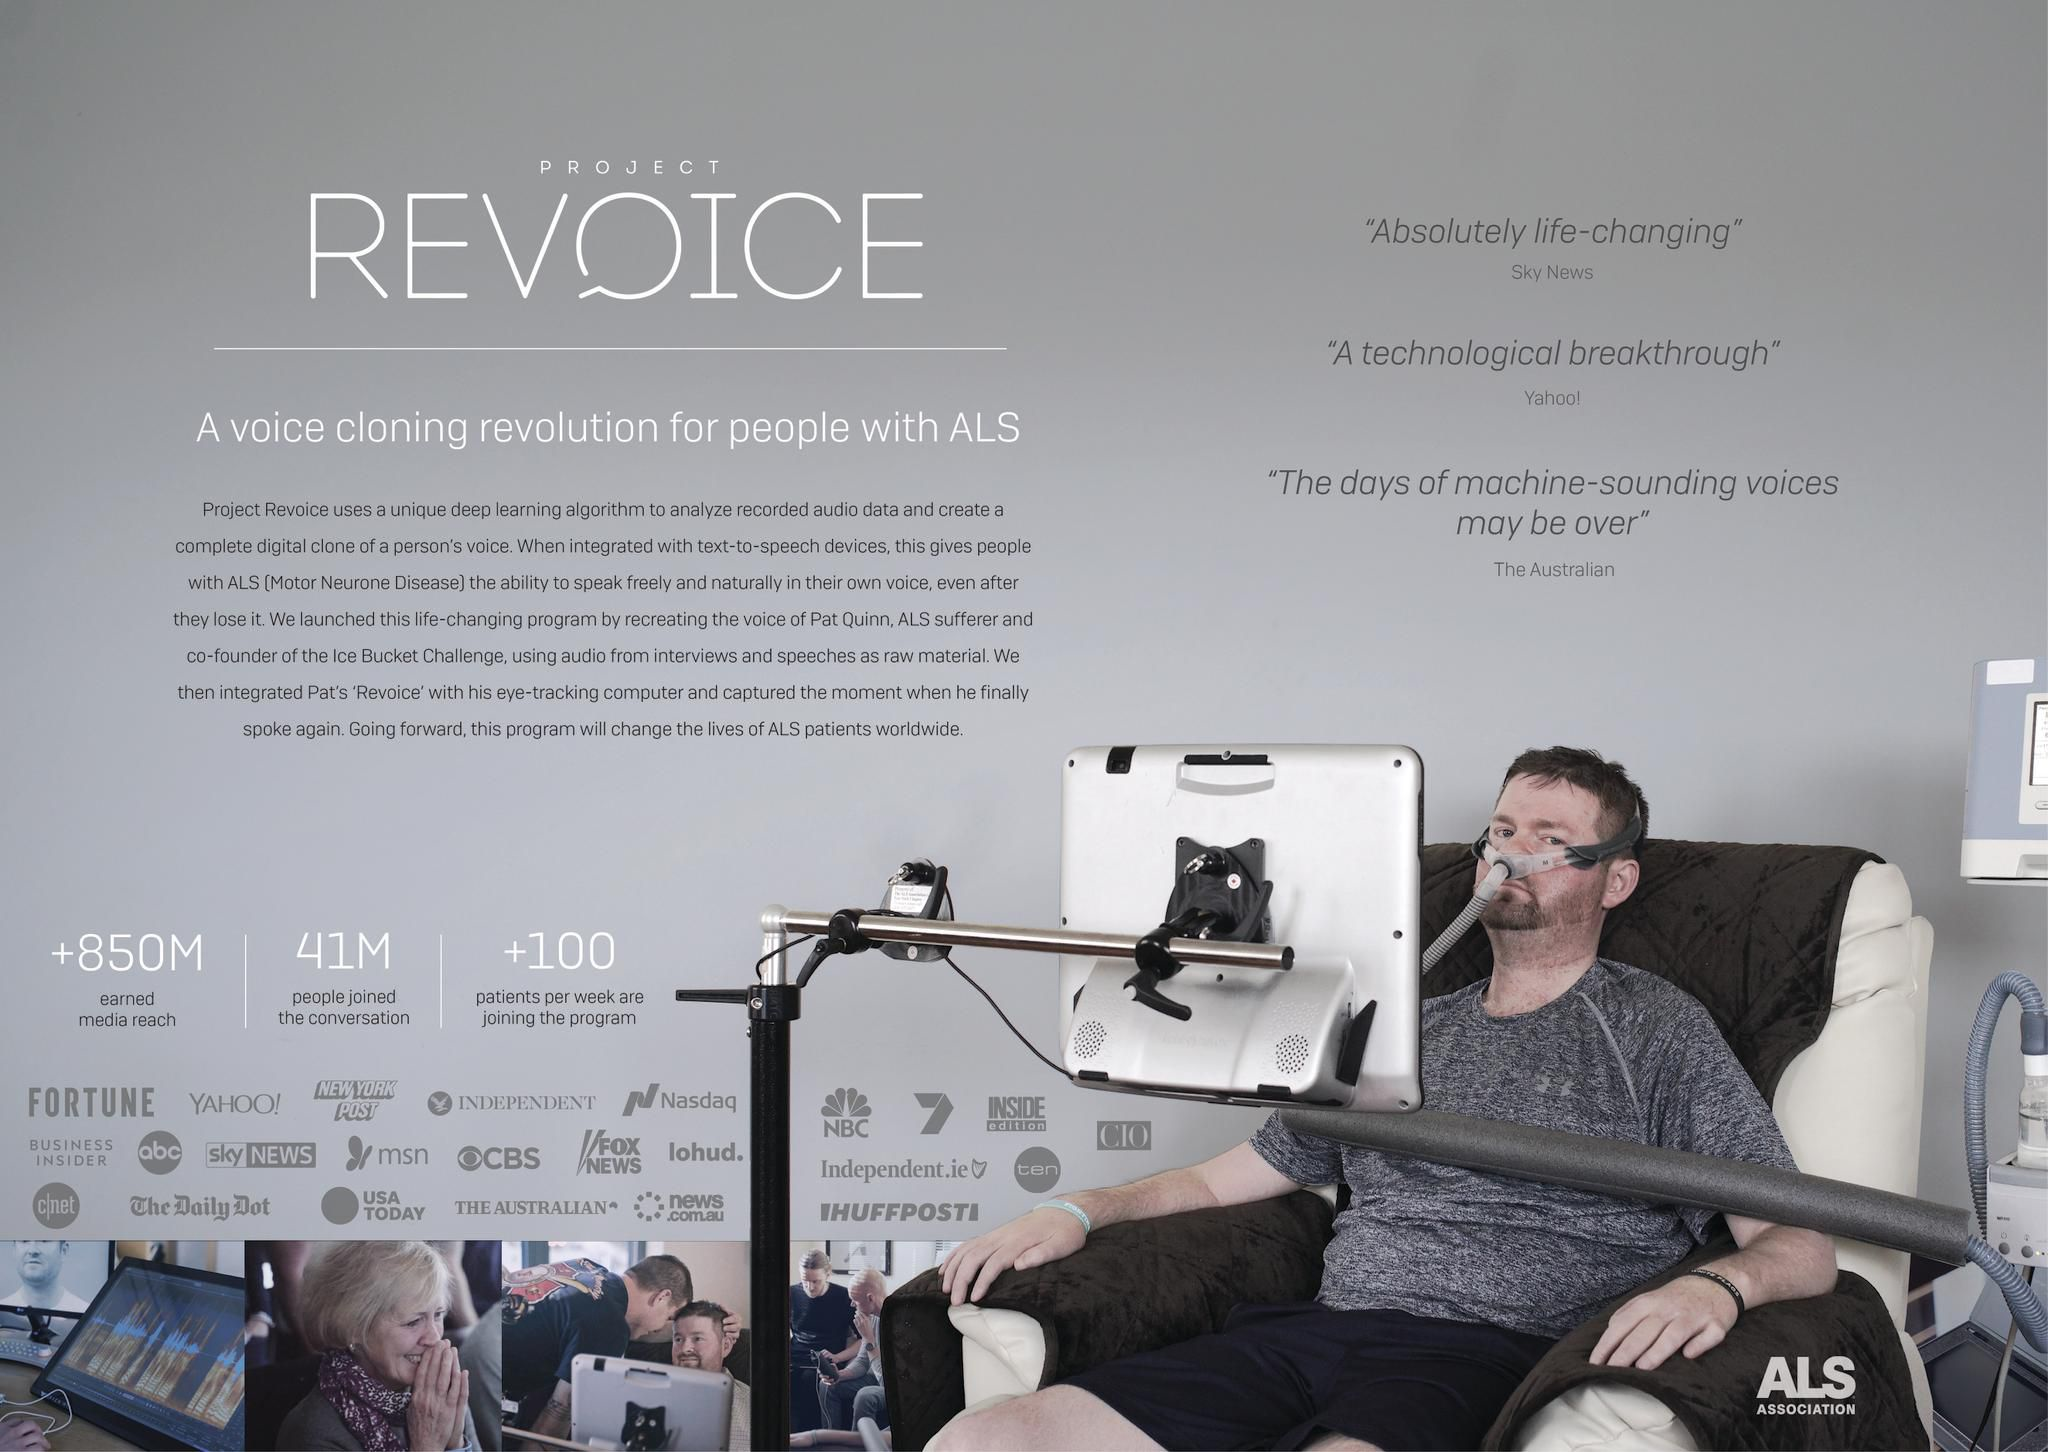 PROJECT
REVOICE
A voice cloning revolution for people with ALS
Project Revoice uses a unique deep learning algorithm to analyze recorded audio data and create a
complete digital clone of a person's voice. When integrated with text-to-speech devices, this gives people
with ALS (Motor Neurone Disease) the ability to speak freely and naturally in their own voice, even after
they lose it. We launched this life-changing program by recreating the voice of Pat Quinn, ALS sufferer and
co-founder of the Ice Bucket Challenge, using audio from interviews and speeches as raw material. We
then integrated Pat's ‘Revoice’ with his eye-tracking computer and captured the moment when he finally
spoke again. Going forward, this program will change the lives of ALS patients worldwide.
“Absolutely life-changing”
Sky News
“A technological breakthrough”
Yahoo!
“The days of machine-sounding voices
may be over”
The Australian
+850M
earned
media reach
41M
people joined
the conversation
+100
patients per week are
joining the program
FORTUNE
YAHOO!
NEW YORK
POST
INDEPENDENT
Nasdaq
NBC
7
INSIDE
edition
CIO
BUSINESS
INSIDER
abc
sky NEWS
msn
CBS
FOX
NEWS
lohud.
Independent.ie
ten
c|net
The Daily Dot
USA
TODAY
THE AUSTRALIAN
news
.com.au
HUFFPOST
M
ALS
ASSOCIATION